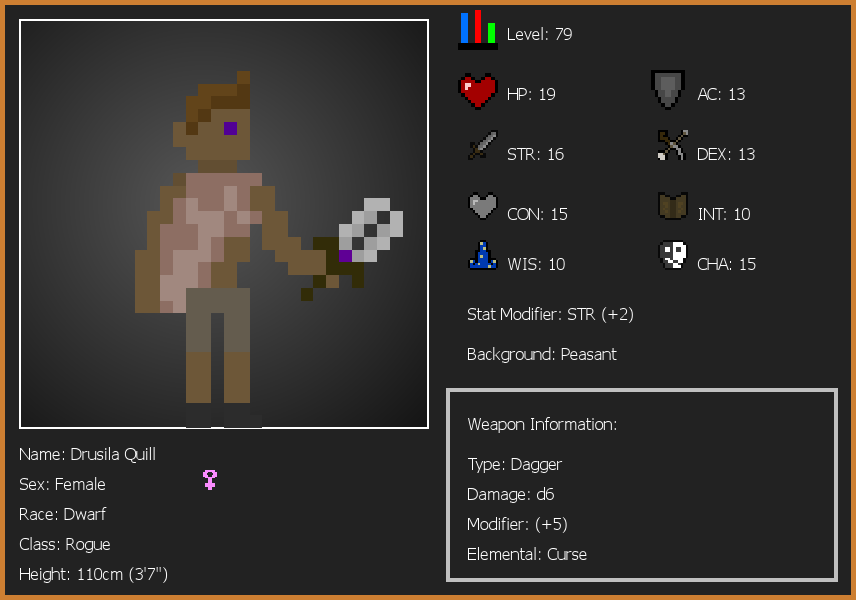 Level: 79
HP: 19
AC: 13
STR: 16
DEX: 13
CON: 15
INT: 10
WIS: 10
CHA: 15
Stat Modifier: STR (+2)
Background: Peasant
Weapon Information:
Type: Dagger
Damage: d6
Modifier: (+5)
Elemental: Curse
Name: Drusila Quill
Sex: Female
Race: Dwarf
Class: Rogue
Height: 110cm (3'7")